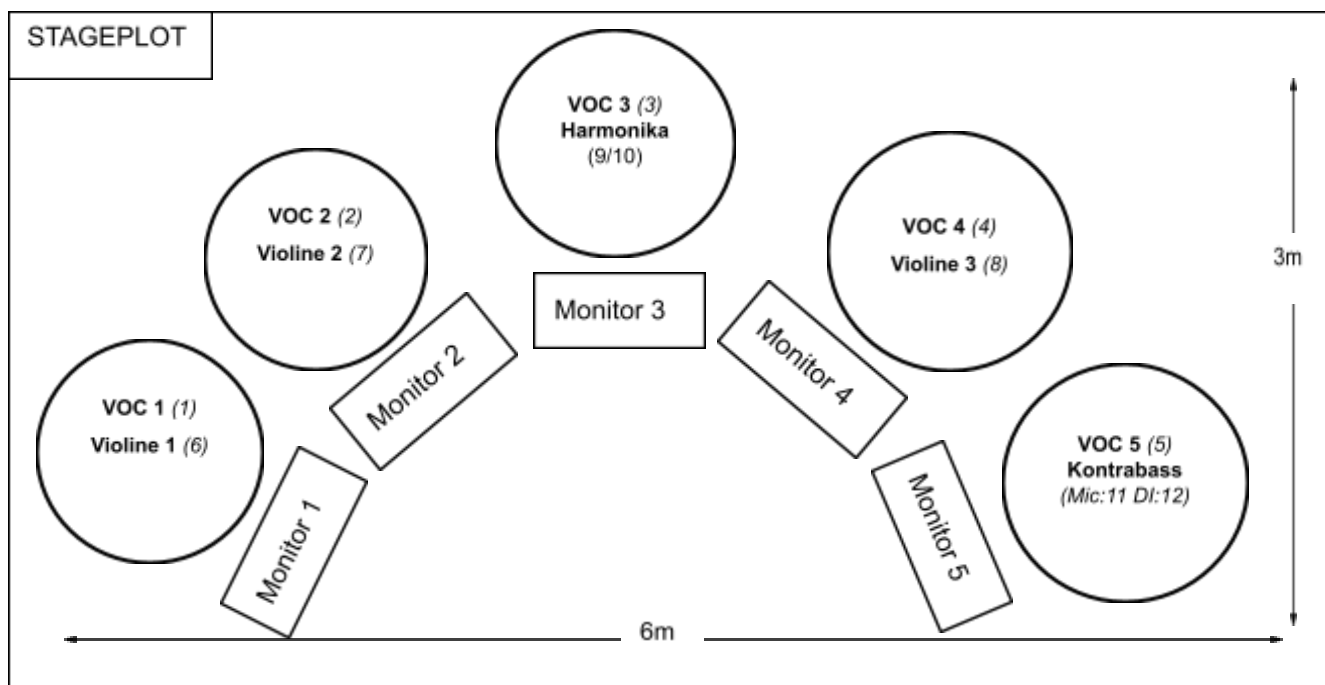 STAGEPLOT
VOC 3 (3)
Harmonika
(9/10)
VOC 2 (2)
Violine 2 (7)
VOC 4 (4)
Violine 3 (8)
3m
Monitor 3
Monitor 2
Monitor 4
VOC 1 (1)
Violine 1 (6)
VOC 5 (5)
Kontrabass
(Mic:11 DI:12)
Monitor 1
Monitor 5
6m